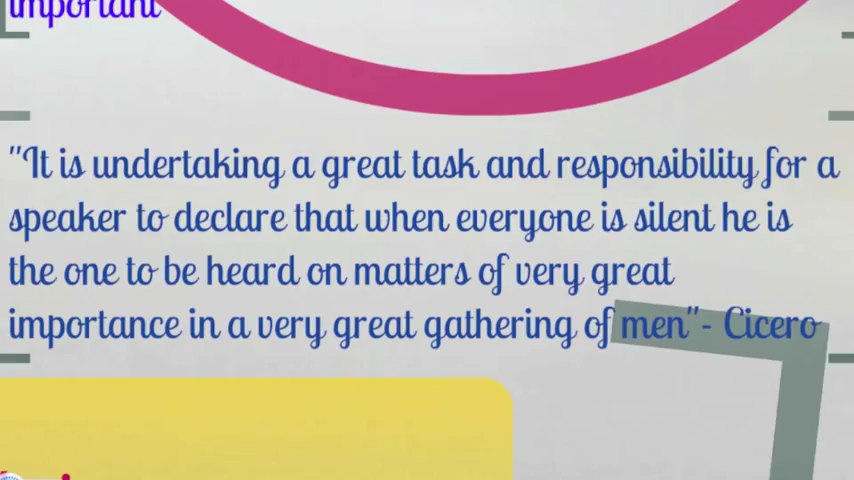 important
"It is undertaking a great task and responsibility for a
speaker to declare that when everyone is silent he is
the one to be heard on matters of very great
importance in a very great gathering of men"- Cicero